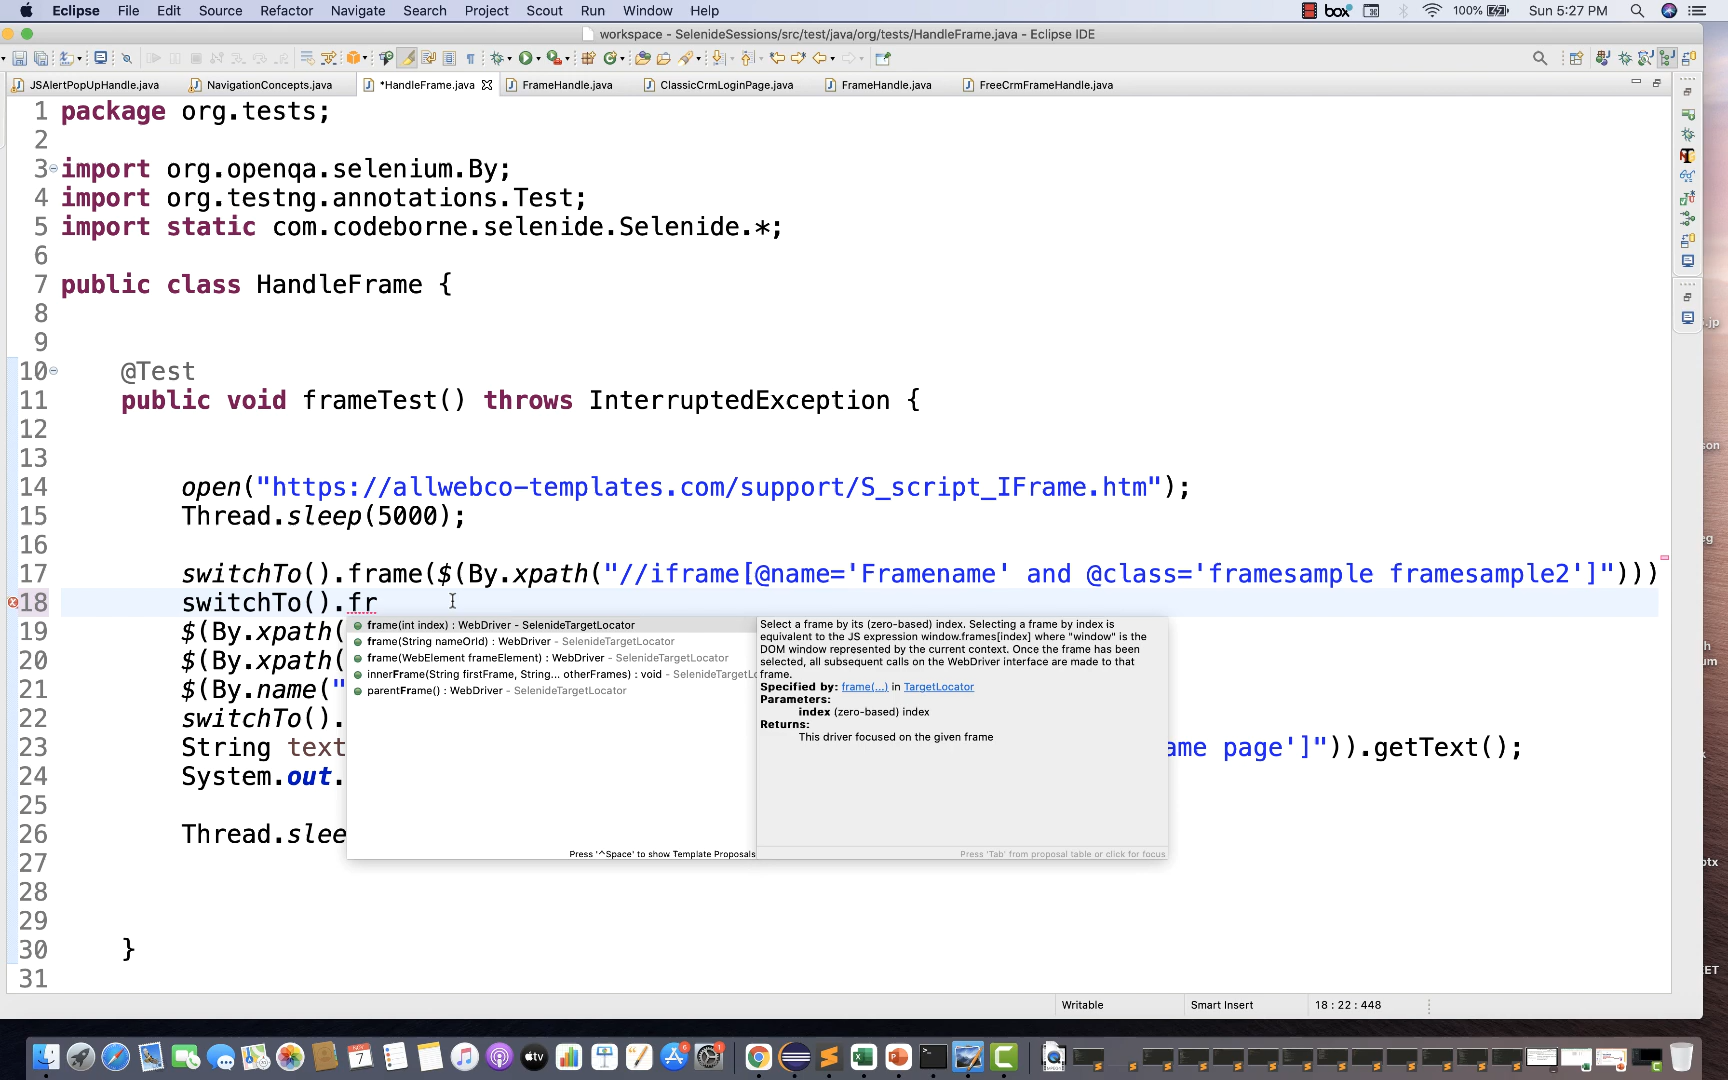 Eclipse File Edit Source Refactor Navigate Search Project Scout Run Window Help box 100% Sun 5:27 PM
workspace - SelenideSessions/src/test/java/org/tests/HandleFrame.java - Eclipse IDE
JSAlertPopUpHandle.java NavigationConcepts.java *HandleFrame.java FrameHandle.java ClassicCrmLoginPage.java FrameHandle.java FreeCrmFrameHandle.java
1 package org.tests;
2
3 import org.openqa.selenium.By;
4 import org.testng.annotations.Test;
5 import static com.codeborne.selenide.Selenide.*;
6
7 public class HandleFrame {
8
9
10 @Test
11 public void frameTest() throws InterruptedException {
12
13
14 open("https://allwebco-templates.com/support/S_script_IFrame.htm");
15 Thread.sleep(5000);
16
17 switchTo().frame($(By.xpath("//iframe[@name='Framename' and @class='framesample framesample2']")))
18 switchTo().fr
19 $(By.xpath(
20 $(By.xpath(
21 $(By.name("
22 switchTo().
23 String text ame page']")).getText();
24 System.out.
25
26 Thread.slee
27
28
29
30 }
31
frame(int index) : WebDriver - SelenideTargetLocator
frame(String nameOrId) : WebDriver - SelenideTargetLocator
frame(WebElement frameElement) : WebDriver - SelenideTargetLocator
innerFrame(String firstFrame, String... otherFrames) : void - SelenideTargetLo
parentFrame() : WebDriver - SelenideTargetLocator
Press '^Space' to show Template Proposals
Select a frame by its (zero-based) index. Selecting a frame by index is
equivalent to the JS expression window.frames[index] where "window" is the
DOM window represented by the current context. Once the frame has been
selected, all subsequent calls on the WebDriver interface are made to that
frame.
Specified by: frame(...) in TargetLocator
Parameters:
index (zero-based) index
Returns:
This driver focused on the given frame
Press 'Tab' from proposal table or click for focus
Writable Smart Insert 18 : 22 : 448